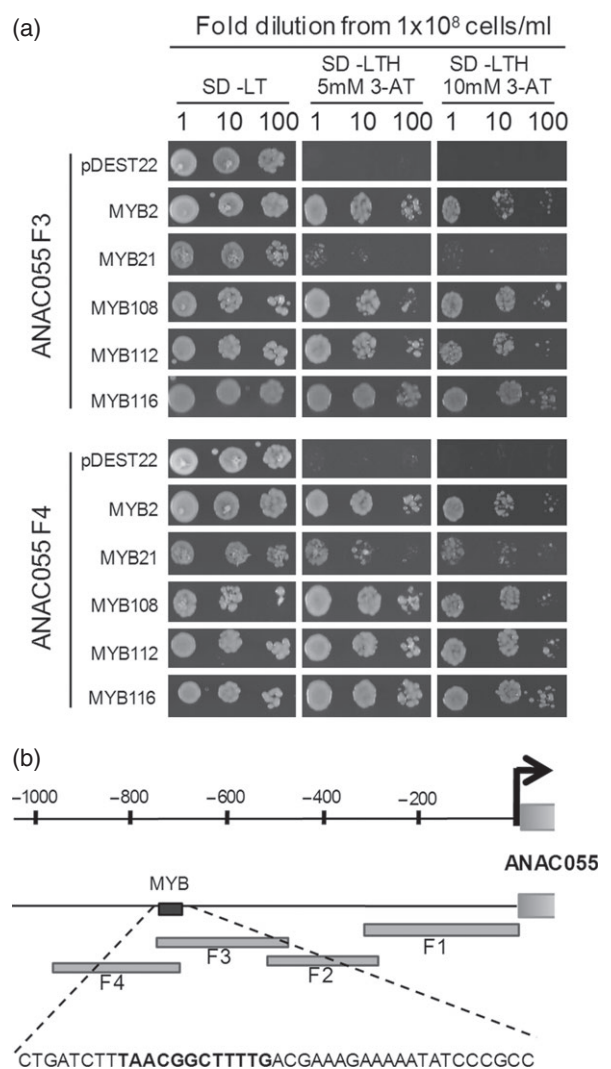 (a)
Fold dilution from 1x10⁸ cells/ml
SD -LT
SD -LTH
5mM 3-AT
SD -LTH
10mM 3-AT
1 10 100 1 10 100 1 10 100
ANAC055 F3
pDEST22
MYB2
MYB21
MYB108
MYB112
MYB116
ANAC055 F4
pDEST22
MYB2
MYB21
MYB108
MYB112
MYB116
(b)
−1000 −800 −600 −400 −200
ANAC055
MYB
F1
F3
F2
F4
CTGATCTTTAACGGCTTTTGACGAAAGAAAAATATCCCGCC